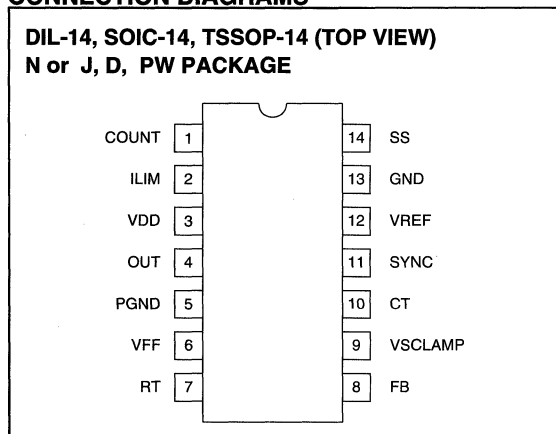 CONNECTION DIAGRAMS
DIL-14, SOIC-14, TSSOP-14 (TOP VIEW)
N or J, D, PW PACKAGE
COUNT 1 14 SS
ILIM 2 13 GND
VDD 3 12 VREF
OUT 4 11 SYNC
PGND 5 10 CT
VFF 6 9 VSCLAMP
RT 7 8 FB